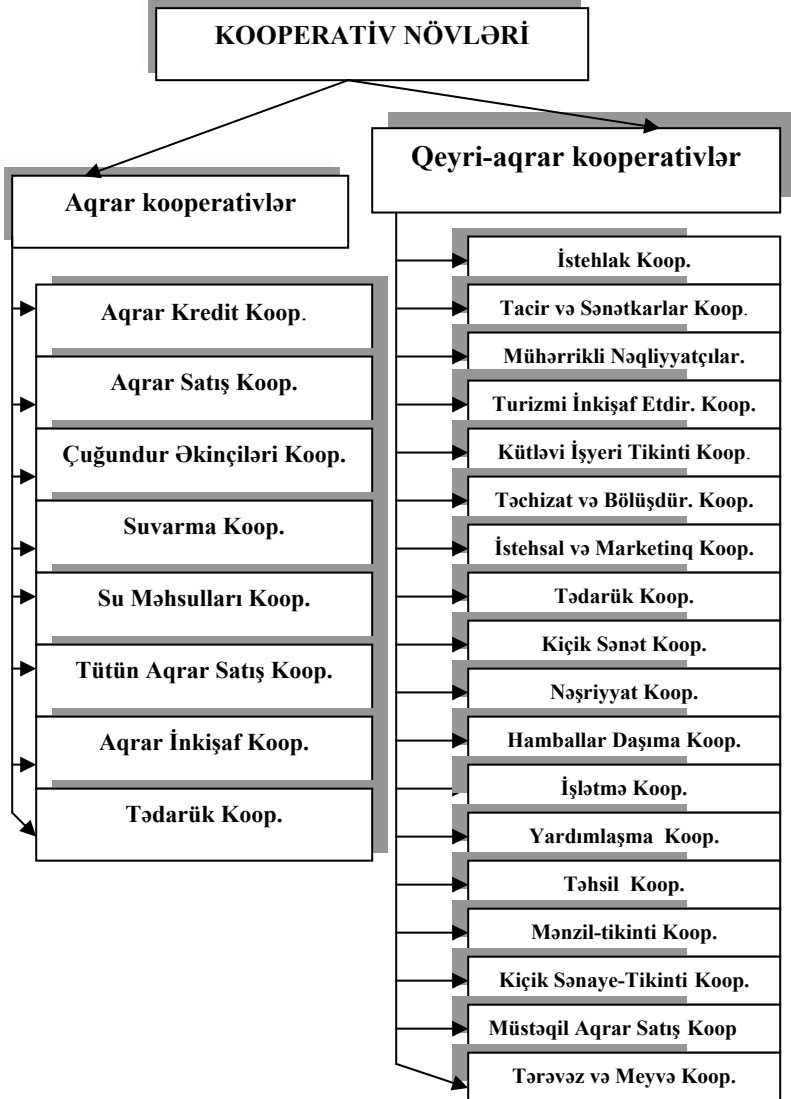 KOOPERATİV NÖVLƏRİ
Aqrar kooperativlər
Aqrar Kredit Koop.
Aqrar Satış Koop.
Çuğundur Əkinçiləri Koop.
Suvarma Koop.
Su Məhsulları Koop.
Tütün Aqrar Satış Koop.
Aqrar İnkişaf Koop.
Tədarük Koop.
Qeyri-aqrar kooperativlər
İstehlak Koop.
Tacir və Sənətkarlar Koop.
Mühərrikli Nəqliyyatçılar.
Turizmi İnkişaf Etdir. Koop.
Kütləvi İşyeri Tikinti Koop.
Təchizat və Bölüşdür. Koop.
İstehsal və Marketinq Koop.
Tədarük Koop.
Kiçik Sənət Koop.
Nəşriyyat Koop.
Hamballar Daşıma Koop.
İşlətmə Koop.
Yardımlaşma Koop.
Təhsil Koop.
Mənzil-tikinti Koop.
Kiçik Sənaye-Tikinti Koop.
Müstəqil Aqrar Satış Koop
Tərəvəz və Meyvə Koop.